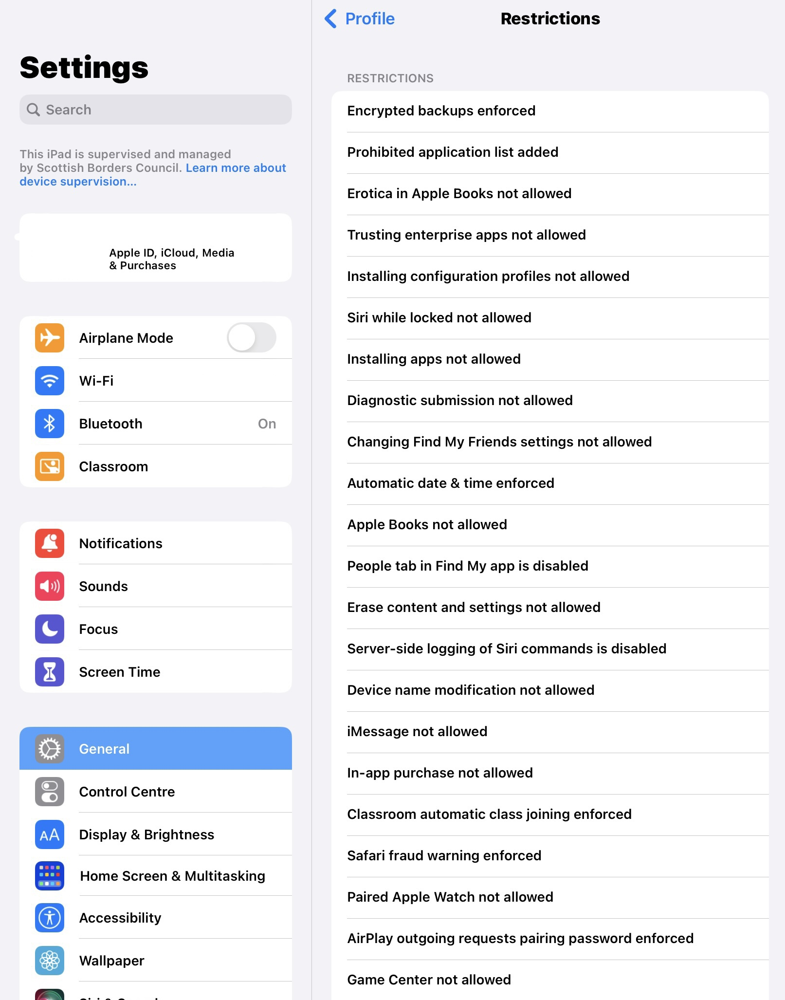 Settings
Search
This iPad is supervised and managed
by Scottish Borders Council. Learn more about
device supervision...
Apple ID, iCloud, Media
& Purchases
Airplane Mode
Wi-Fi
Bluetooth
On
Classroom
Notifications
Sounds
Focus
Screen Time
General
Control Centre
AA
Display & Brightness
Home Screen & Multitasking
Accessibility
Wallpaper
Profile
Restrictions
RESTRICTIONS
Encrypted backups enforced
Prohibited application list added
Erotica in Apple Books not allowed
Trusting enterprise apps not allowed
Installing configuration profiles not allowed
Siri while locked not allowed
Installing apps not allowed
Diagnostic submission not allowed
Changing Find My Friends settings not allowed
Automatic date & time enforced
Apple Books not allowed
People tab in Find My app is disabled
Erase content and settings not allowed
Server-side logging of Siri commands is disabled
Device name modification not allowed
iMessage not allowed
In-app purchase not allowed
Classroom automatic class joining enforced
Safari fraud warning enforced
Paired Apple Watch not allowed
AirPlay outgoing requests pairing password enforced
Game Center not allowed